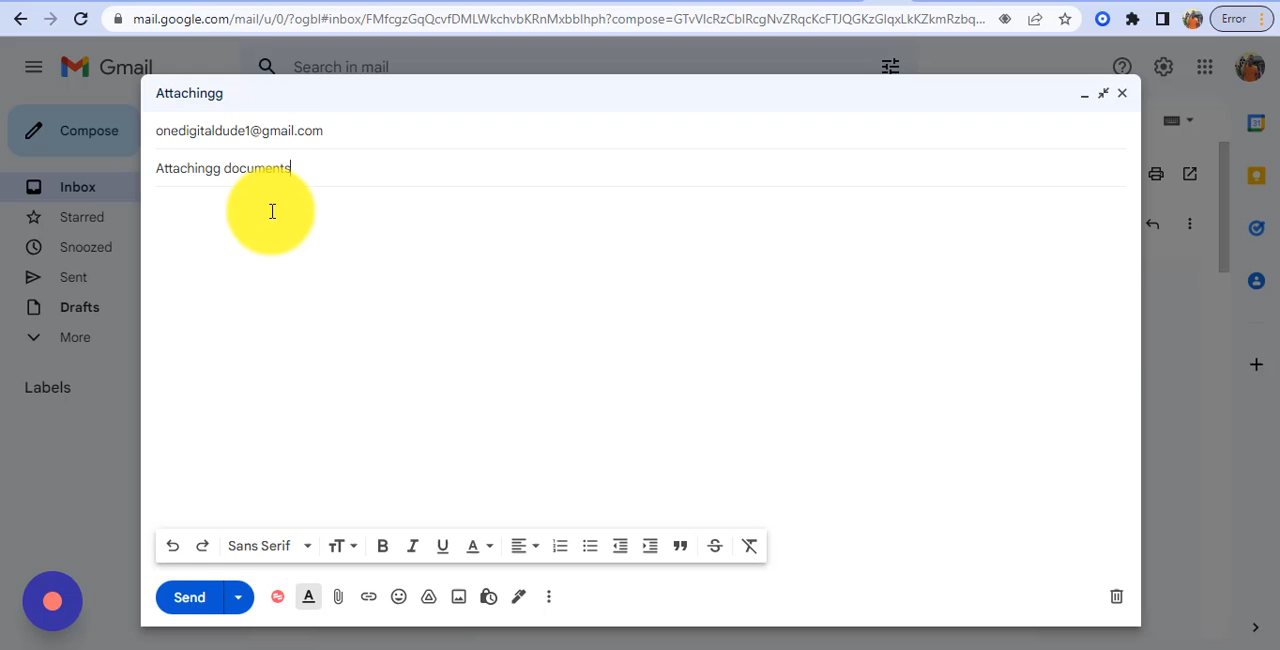 mail.google.com/mail/u/0/?ogbl#inbox/FMfcgzGqQcvfDMLWkchvbKRnMxbblhph?compose=GTvVlcRzCblRcgNvZRqcKcFTJQGKzGlqxLkKZkmRzbq...
Error
Gmail
Search in mail
Attachingg
onedigitaldude1@gmail.com
Compose
Attachingg documents
Inbox
Starred
Snoozed
Sent
Drafts
More
Labels
Sans Serif
Send